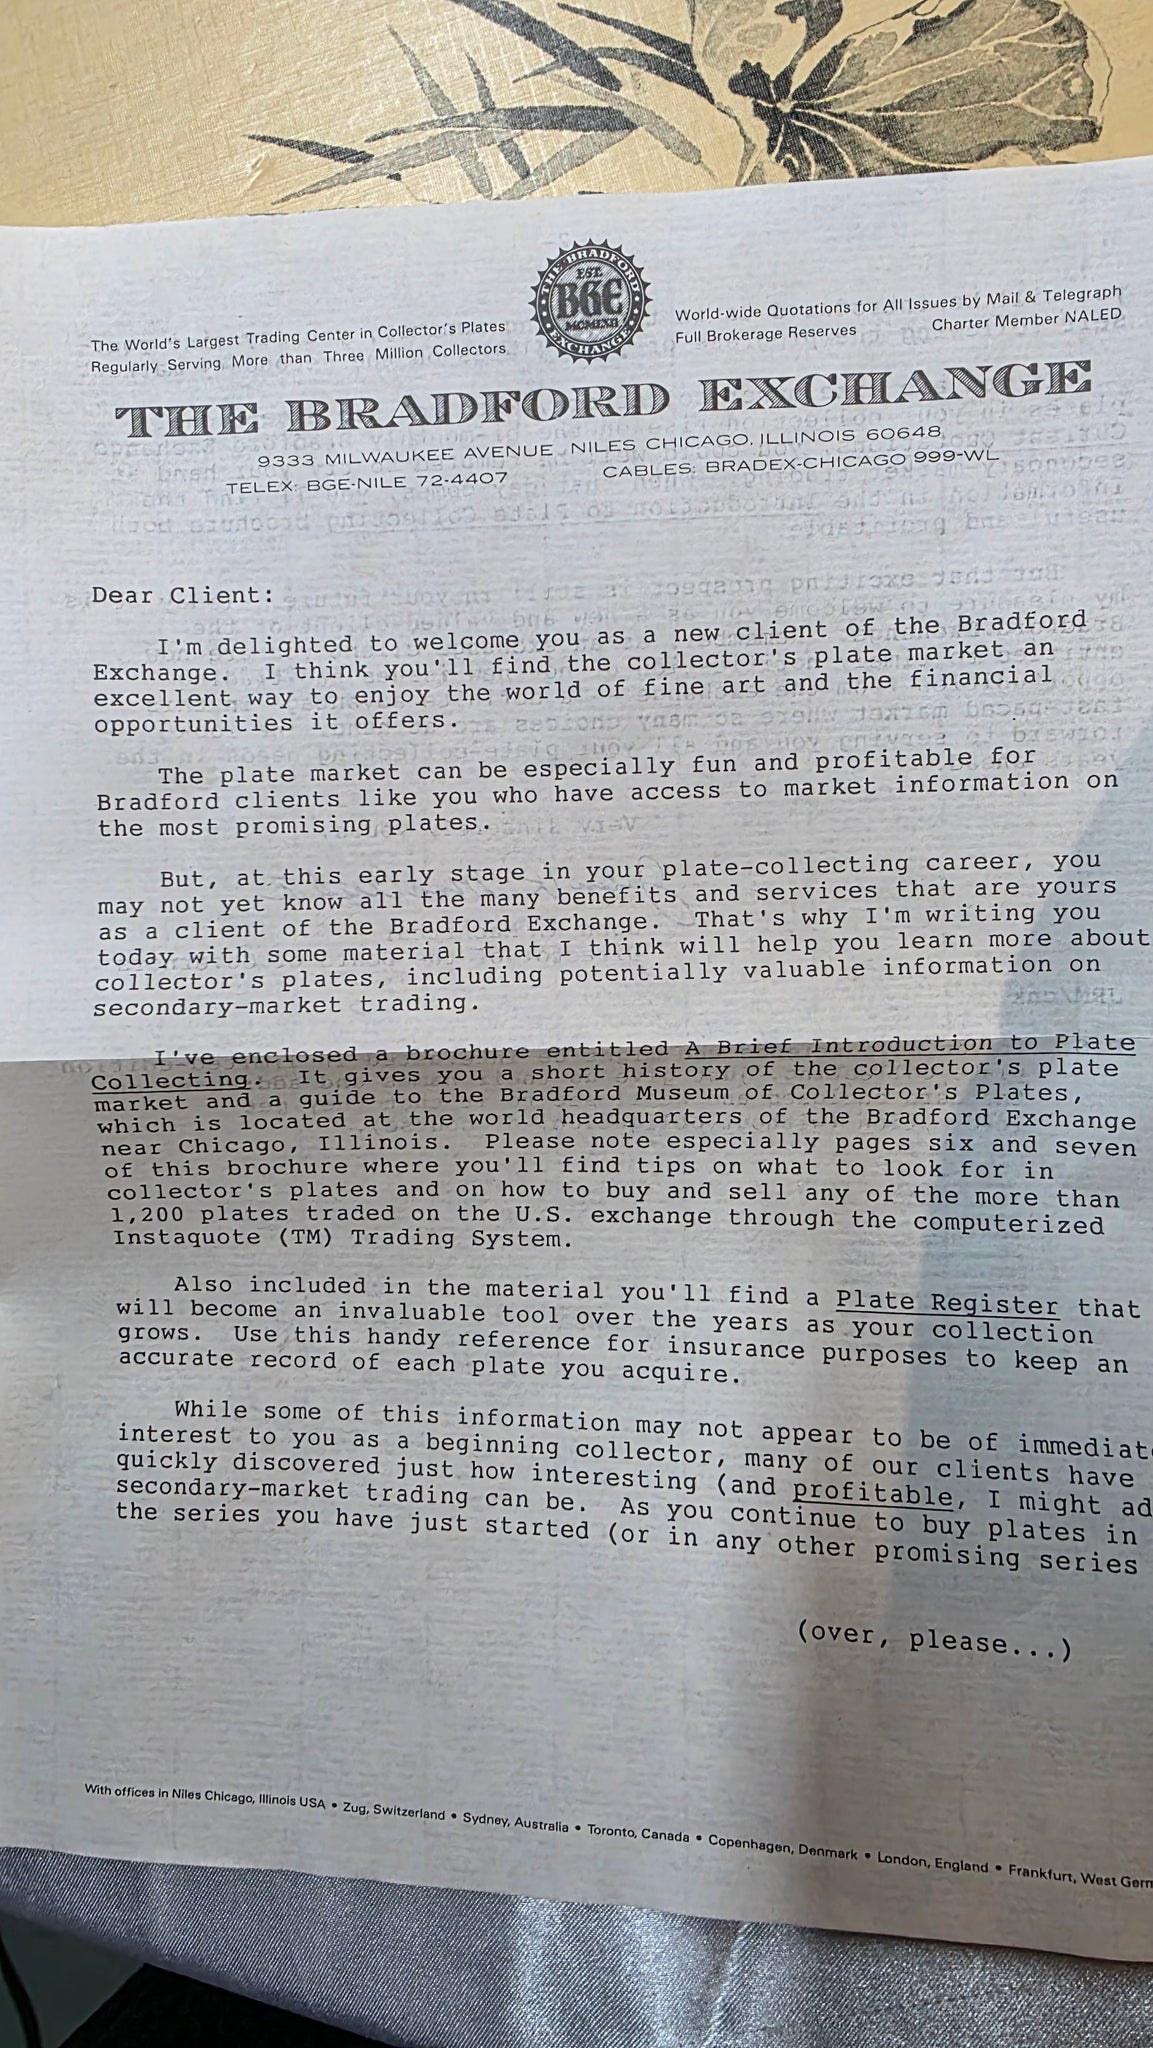 The World's Largest Trading Center in Collector's Plates
Regularly Serving More than Three Million Collectors
THE BRADFORD EXCHANGE
EST.
BGE
MCMLXII
World-wide Quotations for All Issues by Mail & Telegraph
Full Brokerage Reserves Charter Member NALED
THE BRADFORD EXCHANGE
9333 MILWAUKEE AVENUE NILES CHICAGO, ILLINOIS 60648
TELEX: BGE-NILE 72-4407 CABLES: BRADEX-CHICAGO 999-WL
Dear Client:
I'm delighted to welcome you as a new client of the Bradford
Exchange. I think you'll find the collector's plate market an
excellent way to enjoy the world of fine art and the financial
opportunities it offers.
The plate market can be especially fun and profitable for
Bradford clients like you who have access to market information on
the most promising plates.
But, at this early stage in your plate-collecting career, you
may not yet know all the many benefits and services that are yours
as a client of the Bradford Exchange. That's why I'm writing you
today with some material that I think will help you learn more about
collector's plates, including potentially valuable information on
secondary-market trading.
I've enclosed a brochure entitled A Brief Introduction to Plate
Collecting. It gives you a short history of the collector's plate
market and a guide to the Bradford Museum of Collector's Plates,
which is located at the world headquarters of the Bradford Exchange
near Chicago, Illinois. Please note especially pages six and seven
of this brochure where you'll find tips on what to look for in
collector's plates and on how to buy and sell any of the more than
1,200 plates traded on the U.S. exchange through the computerized
Instaquote (TM) Trading System.
Also included in the material you'll find a Plate Register that
will become an invaluable tool over the years as your collection
grows. Use this handy reference for insurance purposes to keep an
accurate record of each plate you acquire.
While some of this information may not appear to be of immediat
interest to you as a beginning collector, many of our clients have
quickly discovered just how interesting (and profitable, I might ad
secondary-market trading can be. As you continue to buy plates in
the series you have just started (or in any other promising series
(over, please...)
With offices in Niles Chicago, Illinois USA • Zug, Switzerland • Sydney, Australia • Toronto, Canada • Copenhagen, Denmark • London, England • Frankfurt, West Germ